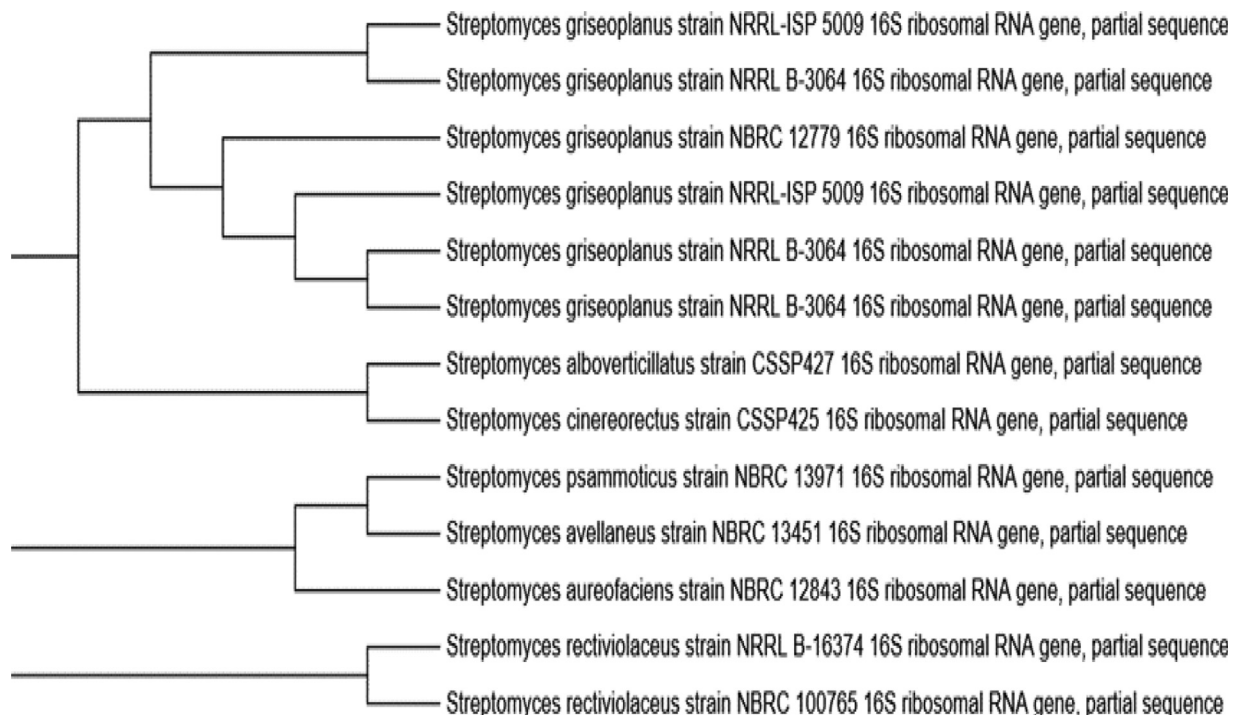 Streptomyces griseoplanus strain NRRL-ISP 5009 16S ribosomal RNA gene, partial sequence
Streptomyces griseoplanus strain NRRL B-3064 16S ribosomal RNA gene, partial sequence
Streptomyces griseoplanus strain NBRC 12779 16S ribosomal RNA gene, partial sequence
Streptomyces griseoplanus strain NRRL-ISP 5009 16S ribosomal RNA gene, partial sequence
Streptomyces griseoplanus strain NRRL B-3064 16S ribosomal RNA gene, partial sequence
Streptomyces griseoplanus strain NRRL B-3064 16S ribosomal RNA gene, partial sequence
Streptomyces alboverticillatus strain CSSP427 16S ribosomal RNA gene, partial sequence
Streptomyces cinereorectus strain CSSP425 16S ribosomal RNA gene, partial sequence
Streptomyces psammoticus strain NBRC 13971 16S ribosomal RNA gene, partial sequence
Streptomyces avellaneus strain NBRC 13451 16S ribosomal RNA gene, partial sequence
Streptomyces aureofaciens strain NBRC 12843 16S ribosomal RNA gene, partial sequence
Streptomyces rectiviolaceus strain NRRL B-16374 16S ribosomal RNA gene, partial sequence
Streptomyces rectiviolaceus strain NBRC 100765 16S ribosomal RNA gene, partial sequence